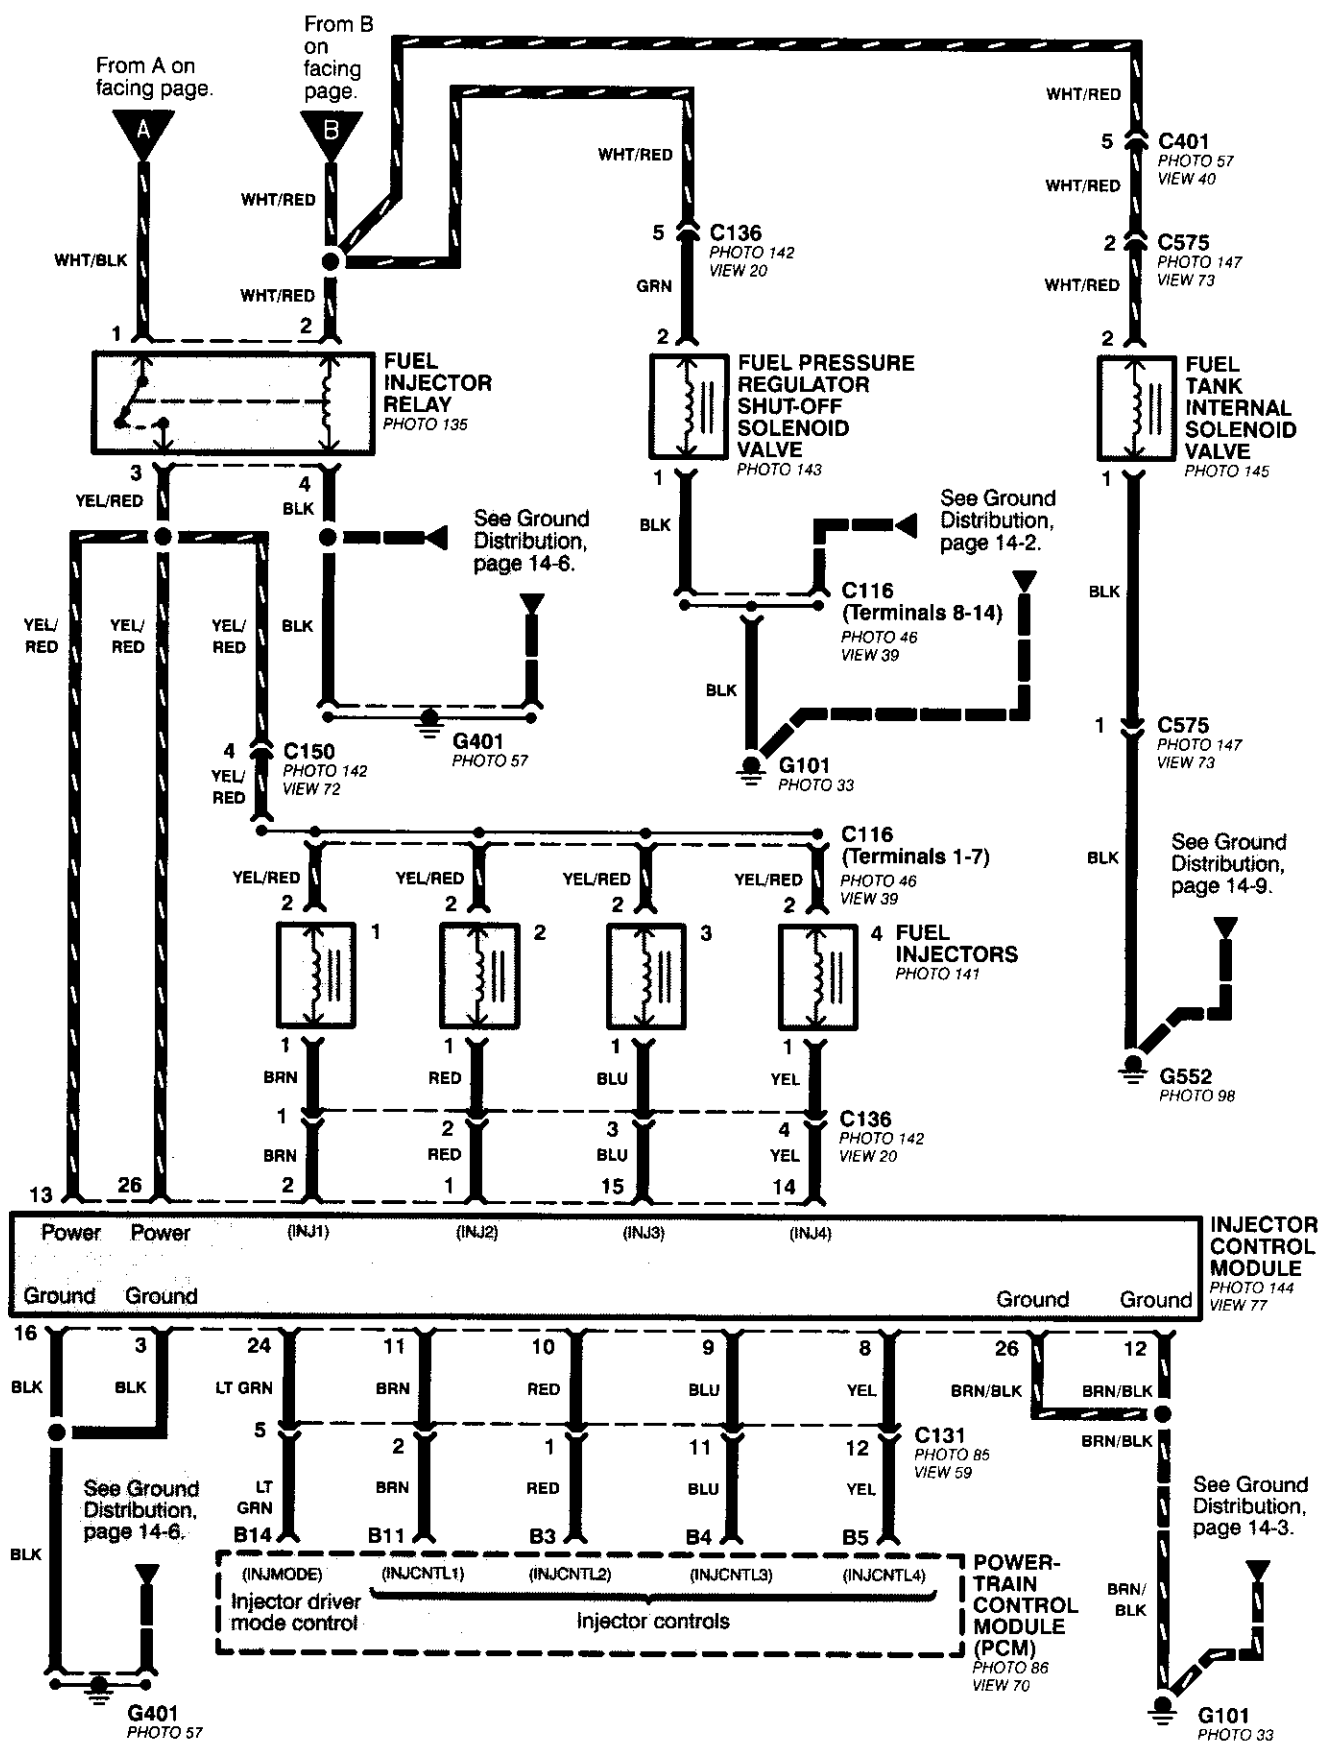 From A on
facing page.
A
From B
on
facing
page.
B
WHT/RED
WHT/BLK
WHT/RED
1
2
FUEL
INJECTOR
RELAY
PHOTO 135
3
YEL/RED
4
BLK
See Ground
Distribution,
page 14-6.
YEL/
RED
YEL/
RED
YEL/
RED
BLK
G401
PHOTO 57
4
C150
PHOTO 142
VIEW 72
YEL/
RED
WHT/RED
5
C136
PHOTO 142
VIEW 20
GRN
2
FUEL PRESSURE
REGULATOR
SHUT-OFF
SOLENOID
VALVE
PHOTO 143
1
BLK
See Ground
Distribution,
page 14-2.
C116
(Terminals 8-14)
PHOTO 46
VIEW 39
BLK
G101
PHOTO 33
WHT/RED
5
C401
PHOTO 57
VIEW 40
WHT/RED
2
C575
PHOTO 147
VIEW 73
WHT/RED
2
FUEL
TANK
INTERNAL
SOLENOID
VALVE
PHOTO 145
1
BLK
1
C575
PHOTO 147
VIEW 73
BLK
See Ground
Distribution,
page 14-9.
G552
PHOTO 98
C116
(Terminals 1-7)
PHOTO 46
VIEW 39
YEL/RED
YEL/RED
YEL/RED
YEL/RED
2
2
2
2
1
2
3
4
FUEL
INJECTORS
PHOTO 141
1
1
1
1
BRN
RED
BLU
YEL
1
2
3
4
C136
PHOTO 142
VIEW 20
BRN
RED
BLU
YEL
13
26
2
1
15
14
Power
Power
(INJ1)
(INJ2)
(INJ3)
(INJ4)
INJECTOR
CONTROL
MODULE
PHOTO 144
VIEW 77
Ground
Ground
Ground
Ground
16
3
24
11
10
9
8
26
12
BLK
BLK
LT GRN
BRN
RED
BLU
YEL
BRN/BLK
BRN/BLK
5
2
1
11
12
C131
PHOTO 85
VIEW 59
BRN/BLK
LT
GRN
BRN
RED
BLU
YEL
See Ground
Distribution,
page 14-6.
See Ground
Distribution,
page 14-3.
BLK
B14
B11
B3
B4
B5
(INJMODE)
(INJCNTL1)
(INJCNTL2)
(INJCNTL3)
(INJCNTL4)
Injector driver
mode control
Injector controls
POWER-
TRAIN
CONTROL
MODULE
(PCM)
PHOTO 86
VIEW 70
BRN/
BLK
G401
PHOTO 57
G101
PHOTO 33